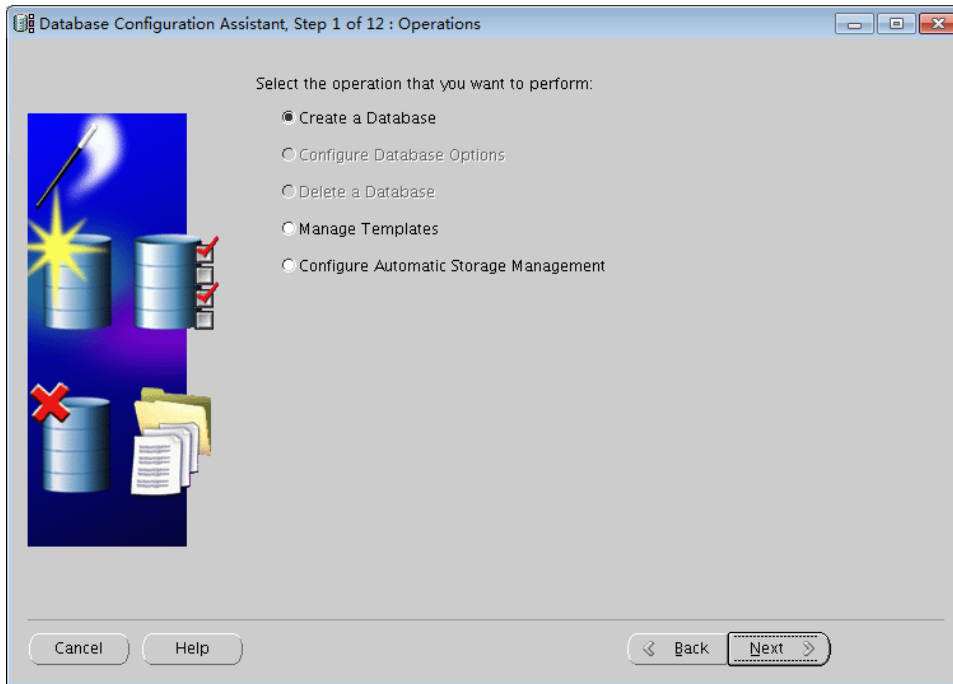 Database Configuration Assistant, Step 1 of 12 : Operations
Select the operation that you want to perform:
Create a Database
Configure Database Options
Delete a Database
Manage Templates
Configure Automatic Storage Management
Cancel
Help
Back
Next